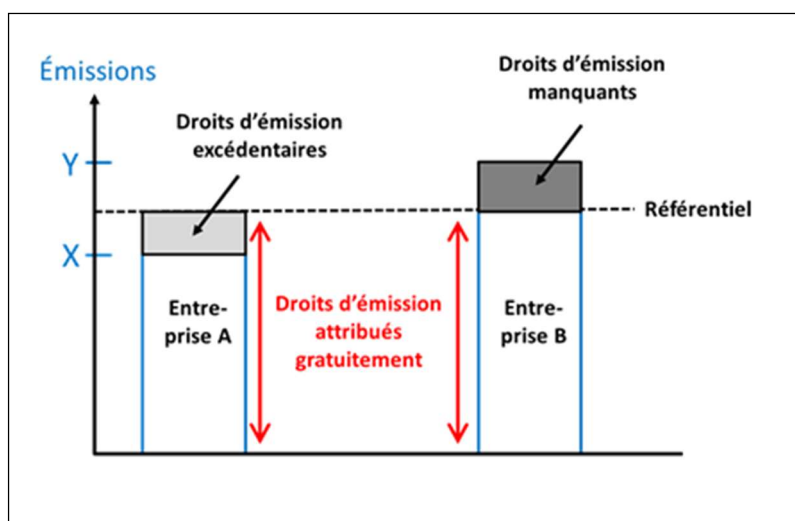 Émissions
Droits d'émission
manquants
Droits d'émission
excédentaires
Y
Référentiel
X
Entre-
prise A
Droits d'émission
attribués
gratuitement
Entre-
prise B